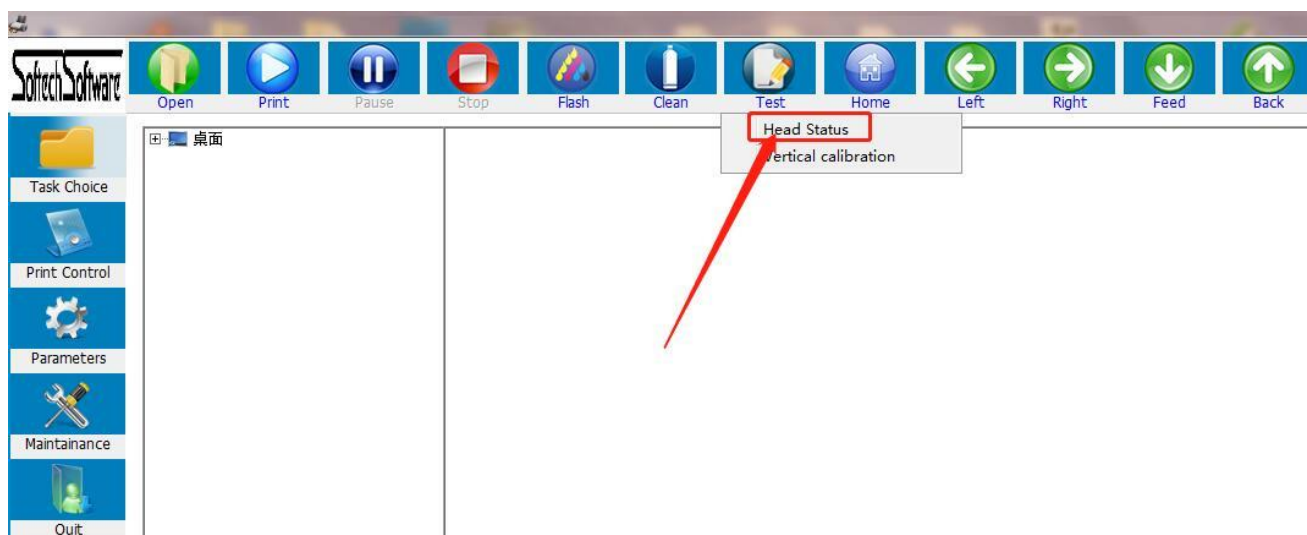 Softech Software
Open Print Pause Stop Flash Clean Test Home Left Right Feed Back
Head Status
Vertical calibration
桌面
Task Choice
Print Control
Parameters
Maintainance
Quit